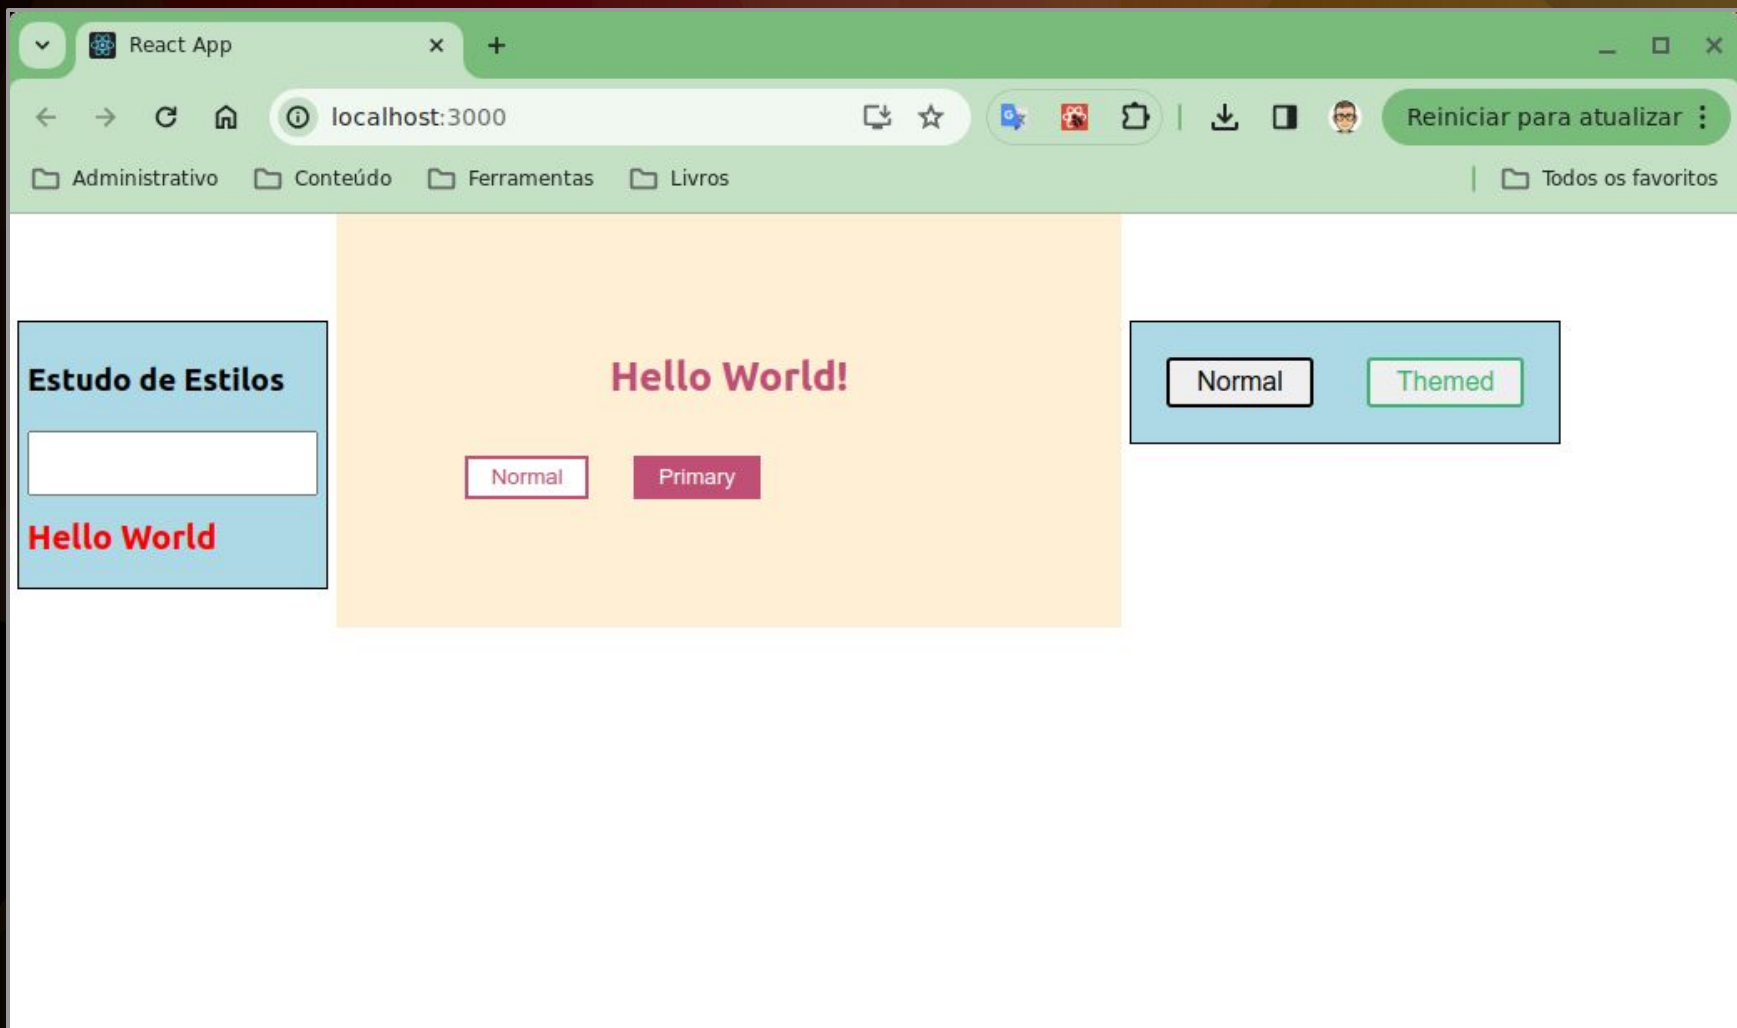 React App
localhost:3000
Reiniciar para atualizar
Administrativo Conteúdo Ferramentas Livros Todos os favoritos
Estudo de Estilos
Hello World
Hello World!
Normal Primary
Normal Themed